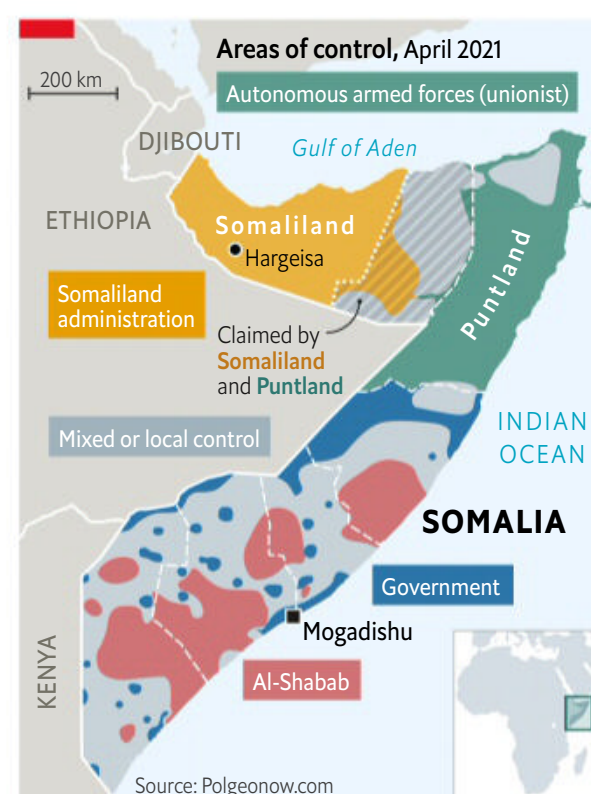 Areas of control, April 2021
200 km
Autonomous armed forces (unionist)
DJIBOUTI
Gulf of Aden
ETHIOPIA
Somaliland
Hargeisa
Puntland
Somaliland
administration
Claimed by
Somaliland
and Puntland
Mixed or local control
INDIAN
OCEAN
SOMALIA
Government
Mogadishu
KENYA
Al-Shabab
Source: Polgeonow.com